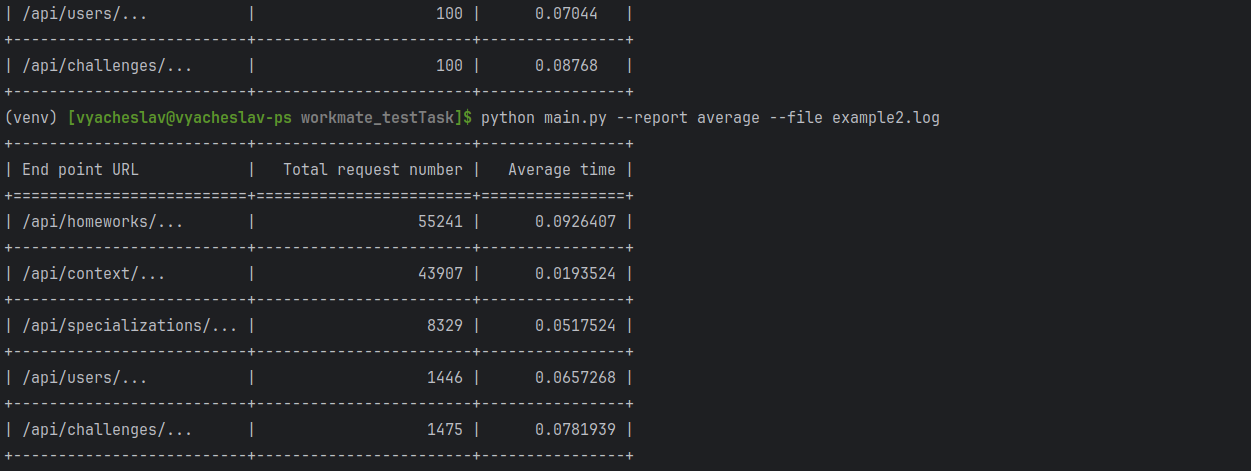 | /api/users/...           |                    100 |      0.07044   |
+--------------------------+------------------------+----------------+
| /api/challenges/...      |                    100 |      0.08768   |
+--------------------------+------------------------+----------------+
(venv) [vyacheslav@vyacheslav-ps workmate_testTask]$ python main.py --report average --file example2.log
+--------------------------+------------------------+----------------+
| End point URL            |   Total request number |   Average time |
+==========================+========================+================+
| /api/homeworks/...       |                  55241 |      0.0926407 |
+--------------------------+------------------------+----------------+
| /api/context/...         |                  43907 |      0.0193524 |
+--------------------------+------------------------+----------------+
| /api/specializations/... |                   8329 |      0.0517524 |
+--------------------------+------------------------+----------------+
| /api/users/...           |                   1446 |      0.0657268 |
+--------------------------+------------------------+----------------+
| /api/challenges/...      |                   1475 |      0.0781939 |
+--------------------------+------------------------+----------------+